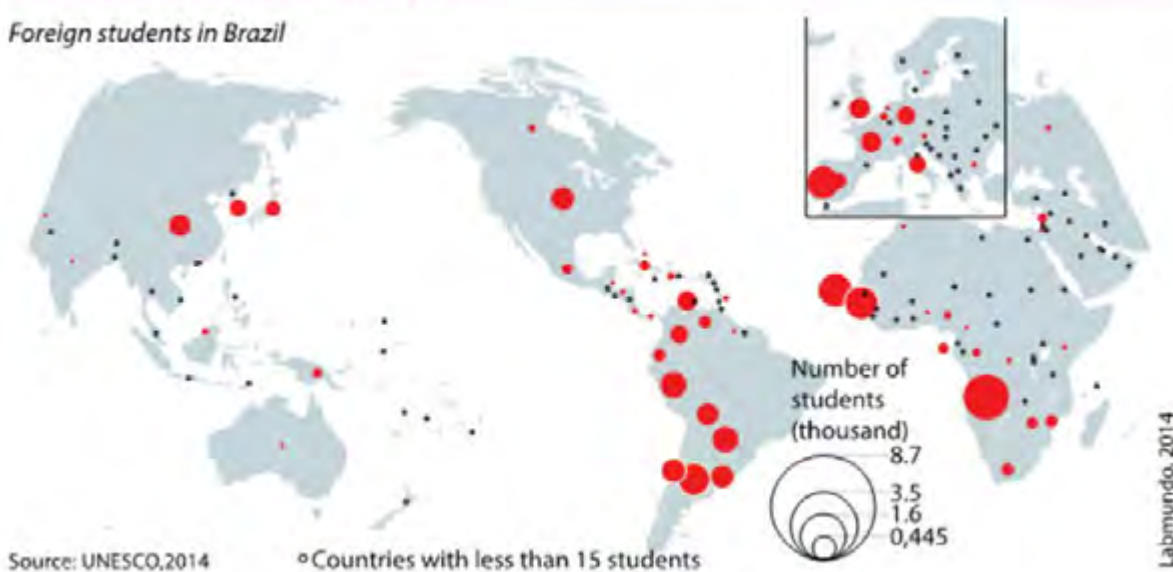 Foreign students in Brazil
Number of
students
(thousand)
8.7
3.5
1.6
0,445
Labmundo, 2014
Source: UNESCO,2014
Countries with less than 15 students